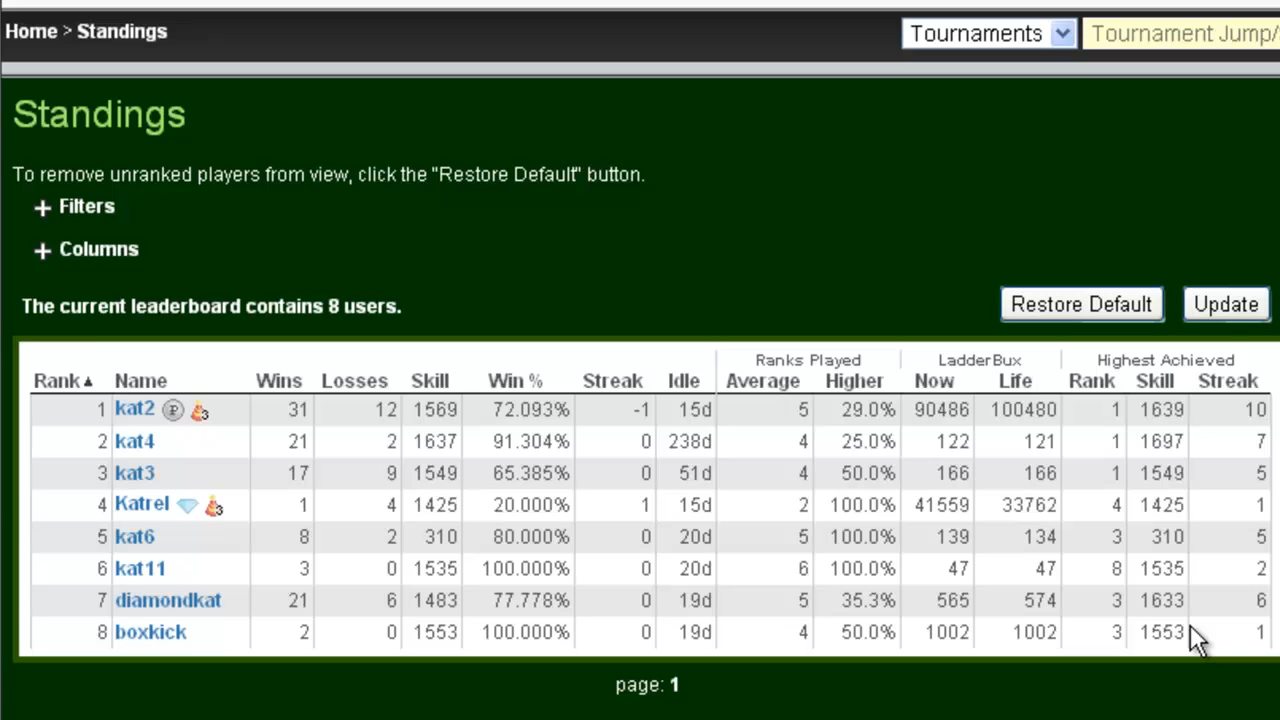 Home > Standings
Tournaments
Tournament Jump/
Standings
To remove unranked players from view, click the "Restore Default" button.
+ Filters
+ Columns
The current leaderboard contains 8 users.
Restore Default
Update
Ranks Played LadderBux Highest Achieved
Rank▲ Name Wins Losses Skill Win % Streak Idle Average Higher Now Life Rank Skill Streak
1 kat2 3 31 12 1569 72.093% -1 15d 5 29.0% 90486 100480 1 1639 10
2 kat4 21 2 1637 91.304% 0 238d 4 25.0% 122 121 1 1697 7
3 kat3 17 9 1549 65.385% 0 51d 4 50.0% 166 166 1 1549 5
4 Katrel 3 1 4 1425 20.000% 1 15d 2 100.0% 41559 33762 4 1425 1
5 kat6 8 2 310 80.000% 0 20d 5 100.0% 139 134 3 310 5
6 kat11 3 0 1535 100.000% 0 20d 6 100.0% 47 47 8 1535 2
7 diamondkat 21 6 1483 77.778% 0 19d 5 35.3% 565 574 3 1633 6
8 boxkick 2 0 1553 100.000% 0 19d 4 50.0% 1002 1002 3 1553 1
page: 1